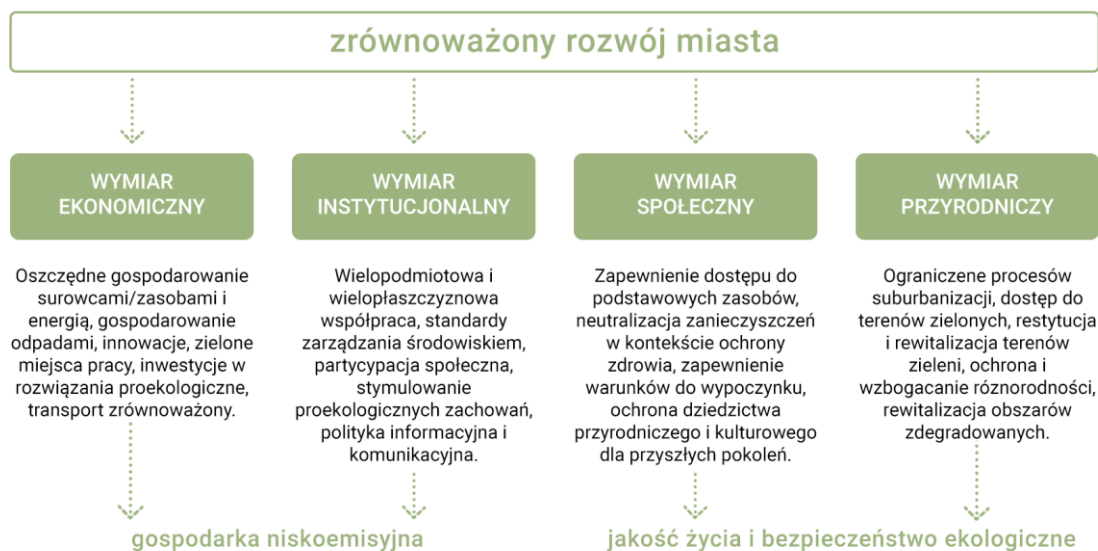 zrównoważony rozwój miasta
WYMIAR
EKONOMICZNY
Oszczędne gospodarowanie
surowcami/zasobami i
energią, gospodarowanie
odpadami, innowacje, zielone
miejsca pracy, inwestycje w
rozwiązania proekologiczne,
transport zrównoważony.
WYMIAR
INSTYTUCJONALNY
Wielopodmiotowa i
wielopłaszczyznowa
współpraca, standardy
zarządzania środowiskiem,
partycypacja społeczna,
stymulowanie
proekologicznych zachowań,
polityka informacyjna i
komunikacyjna.
WYMIAR
SPOŁECZNY
Zapewnienie dostępu do
podstawowych zasobów,
neutralizacja zanieczyszczeń
w kontekście ochrony
zdrowia, zapewnienie
warunków do wypoczynku,
ochrona dziedzictwa
przyrodniczego i kulturowego
dla przyszłych pokoleń.
WYMIAR
PRZYRODNICZY
Ograniczene procesów
suburbanizacji, dostęp do
terenów zielonych, restytucja
i rewitalizacja terenów
zieleni, ochrona i
wzbogacanie róznorodności,
rewitalizacja obszarów
zdegradowanych.
gospodarka niskoemisyjna
jakość życia i bezpieczeństwo ekologiczne